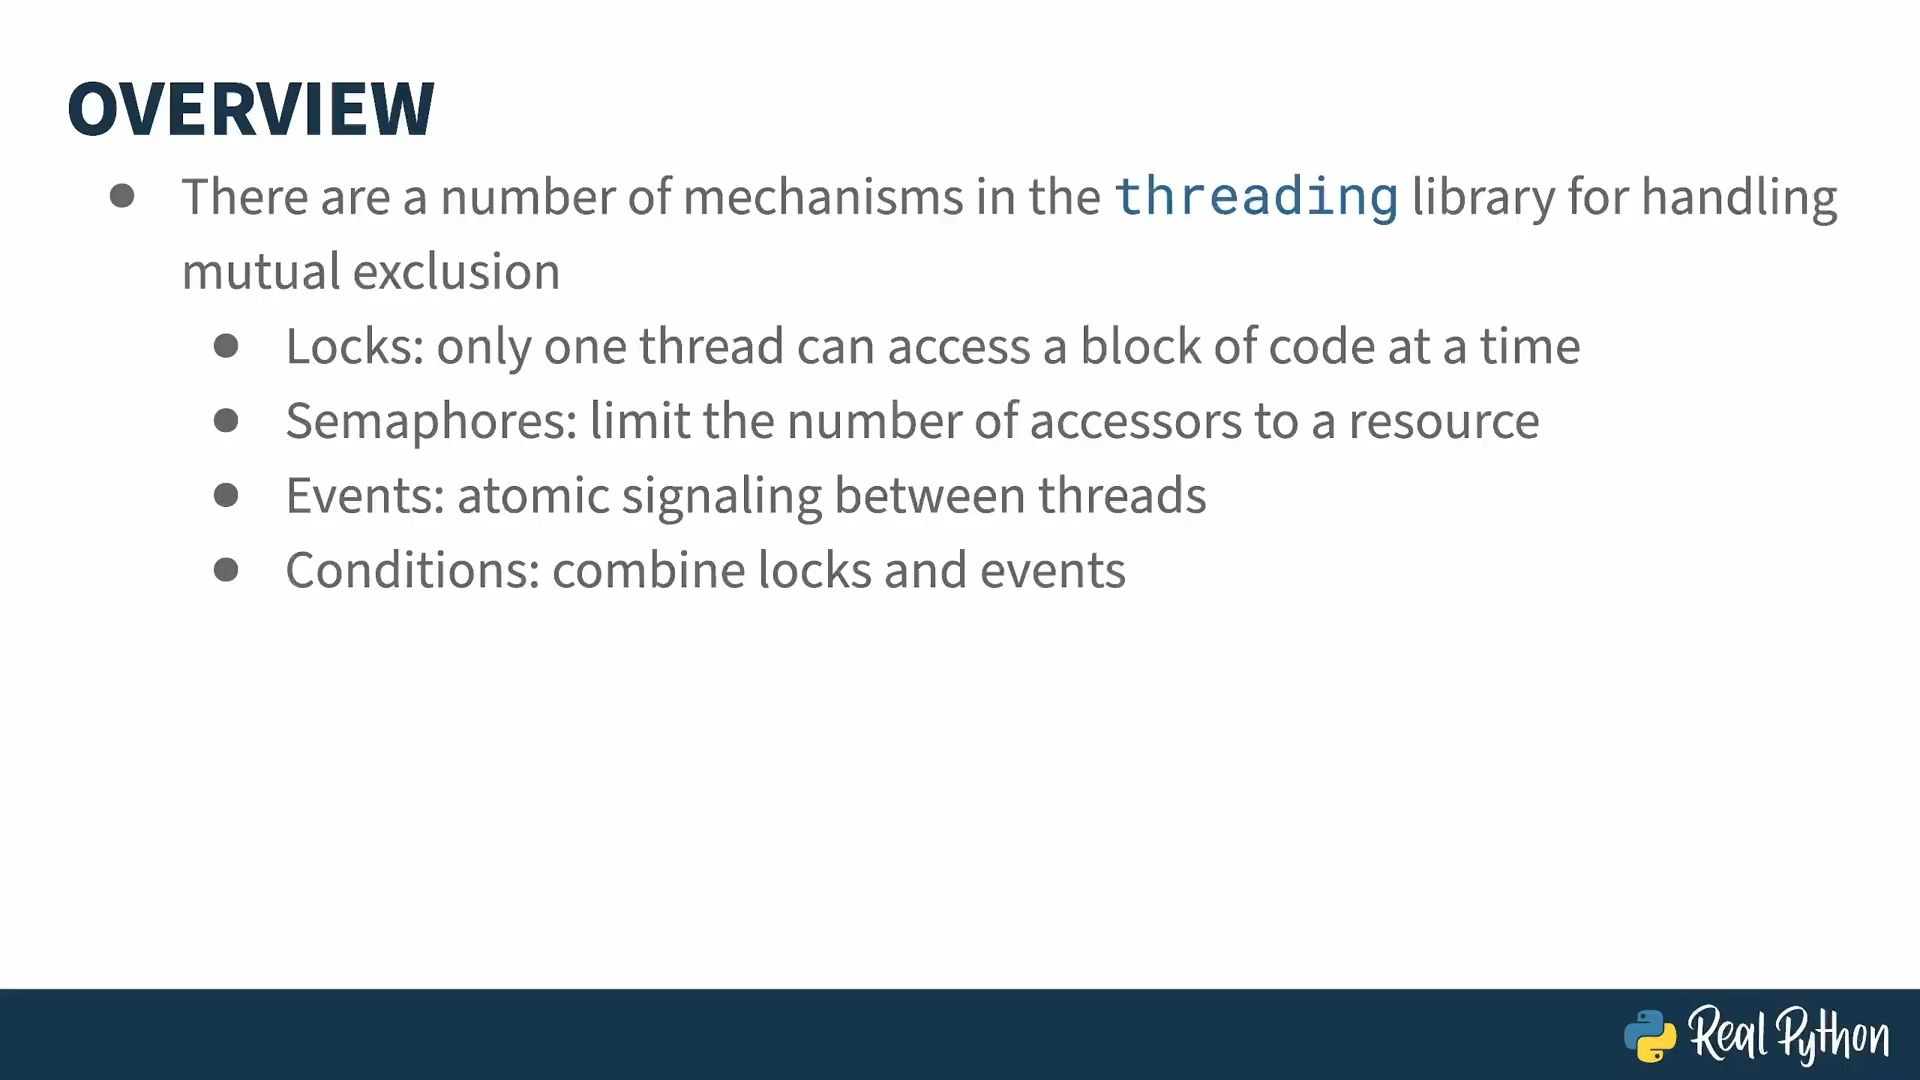 OVERVIEW
● There are a number of mechanisms in the threading library for handling
mutual exclusion
● Locks: only one thread can access a block of code at a time
● Semaphores: limit the number of accessors to a resource
● Events: atomic signaling between threads
● Conditions: combine locks and events
Real Python